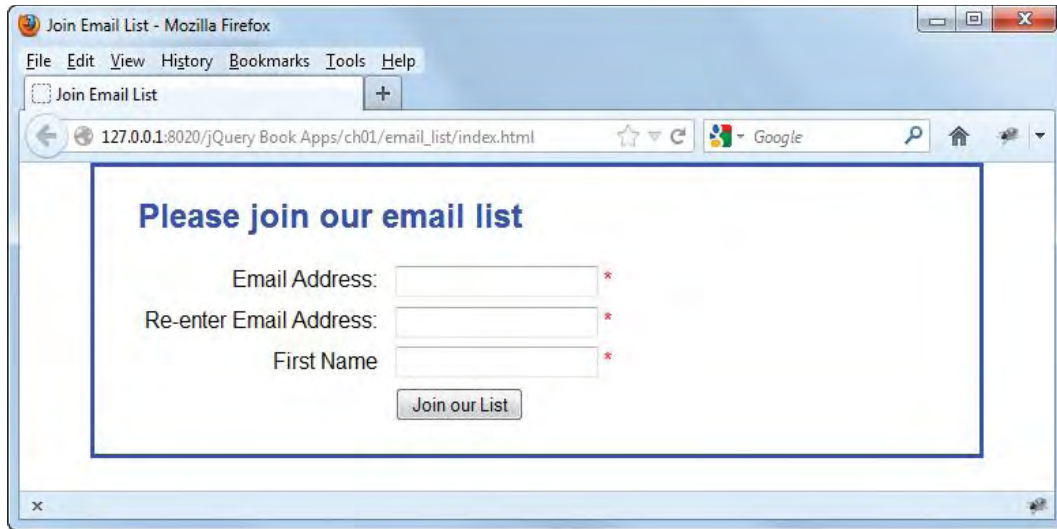 Join Email List - Mozilla Firefox
File Edit View History Bookmarks Tools Help
Join Email List
127.0.0.1:8020/jQuery Book Apps/ch01/email_list/index.html
Google
Please join our email list
Email Address: *
Re-enter Email Address: *
First Name *
Join our List